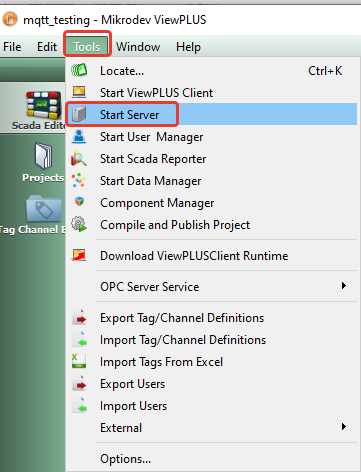 mqtt_testing - Mikrodev ViewPLUS
File Edit Tools Window Help
Locate... Ctrl+K
Start ViewPLUS Client
Start Server
Start User Manager
Start Scada Reporter
Start Data Manager
Component Manager
Compile and Publish Project
Download ViewPLUSClient Runtime
OPC Server Service
Export Tag/Channel Definitions
Import Tag/Channel Definitions
Import Tags From Excel
Export Users
Import Users
External
Options...
Scada Edit
Projects
Tag Channel E